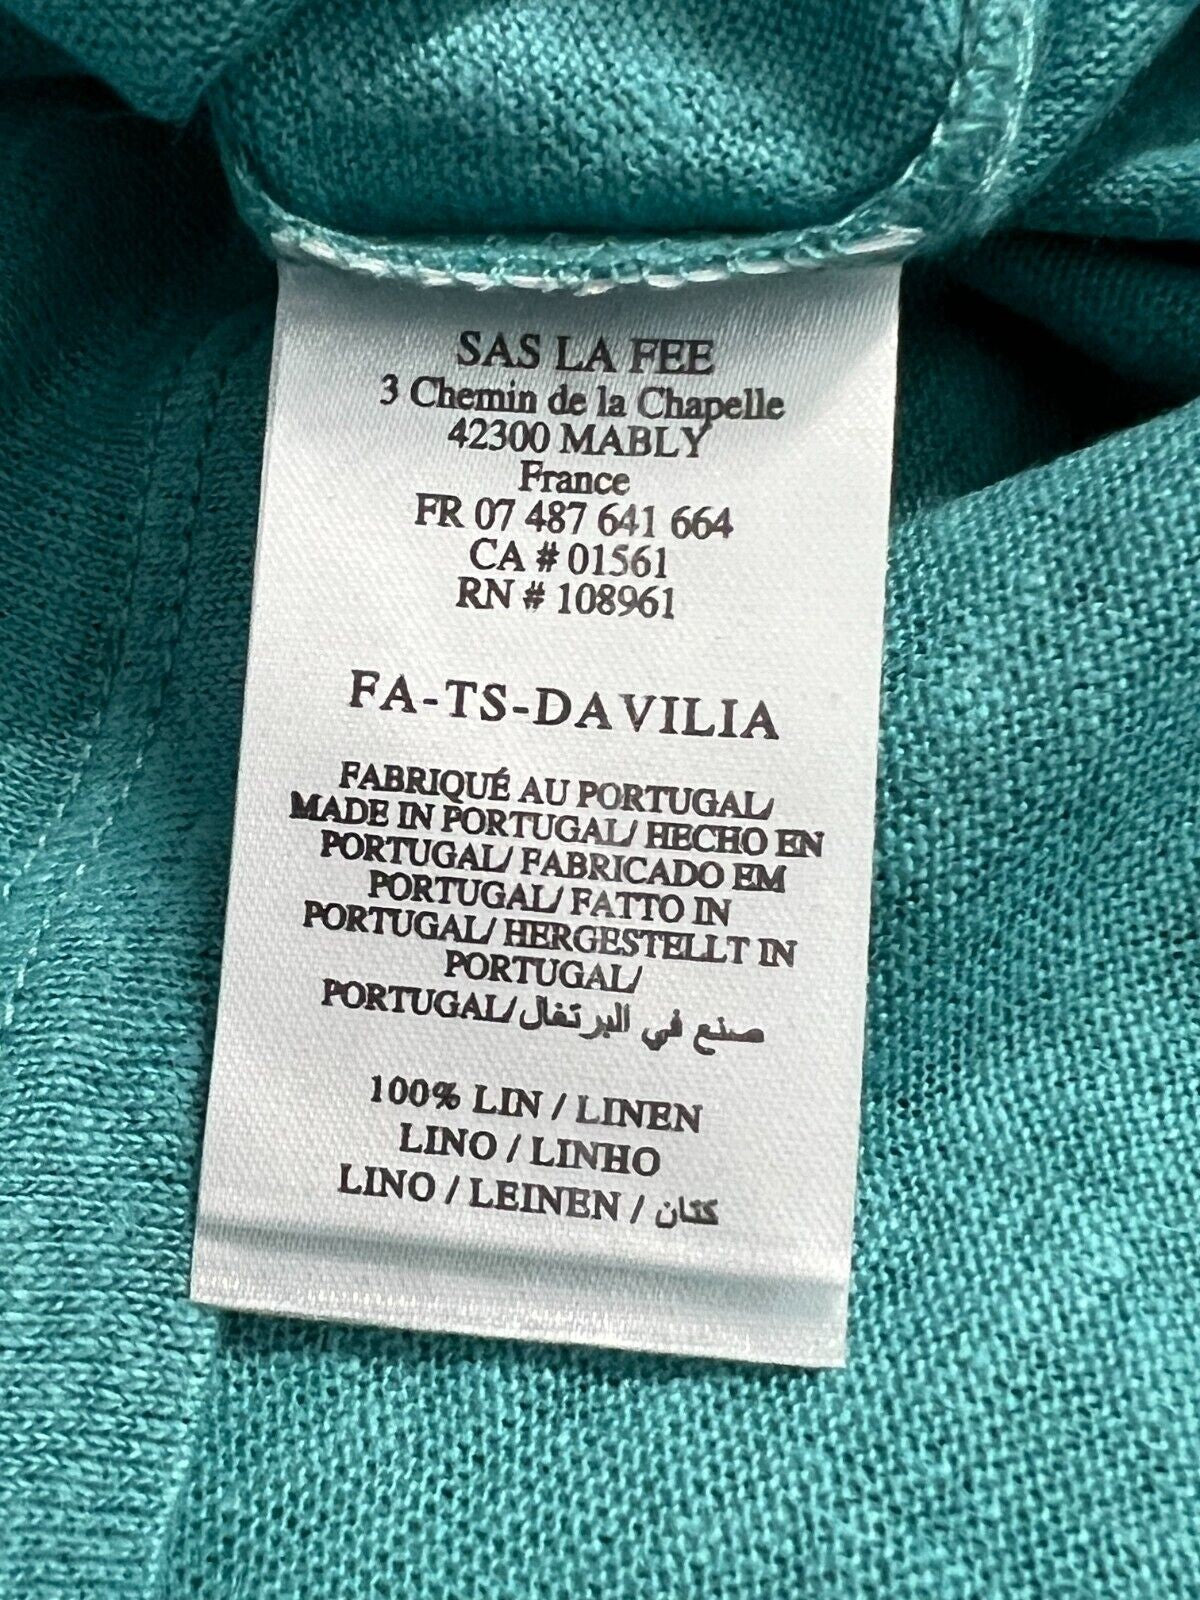 SAS LA FEE
3 Chemin de la Chapelle
42300 MABLY
France
FR 07 487 641 664
CA # 01561
RN # 108961
FA-TS-DAVILIA
FABRIQUÉ AU PORTUGAL/
MADE IN PORTUGAL/ HECHO EN
PORTUGAL/ FABRICADO EM
PORTUGAL/ FATTO IN
PORTUGAL/ HERGESTELLT IN
PORTUGAL/
PORTUGAL/ صنع في البرتغال
100% LIN / LINEN
LINO / LINHO
LINO / LEINEN / كتان